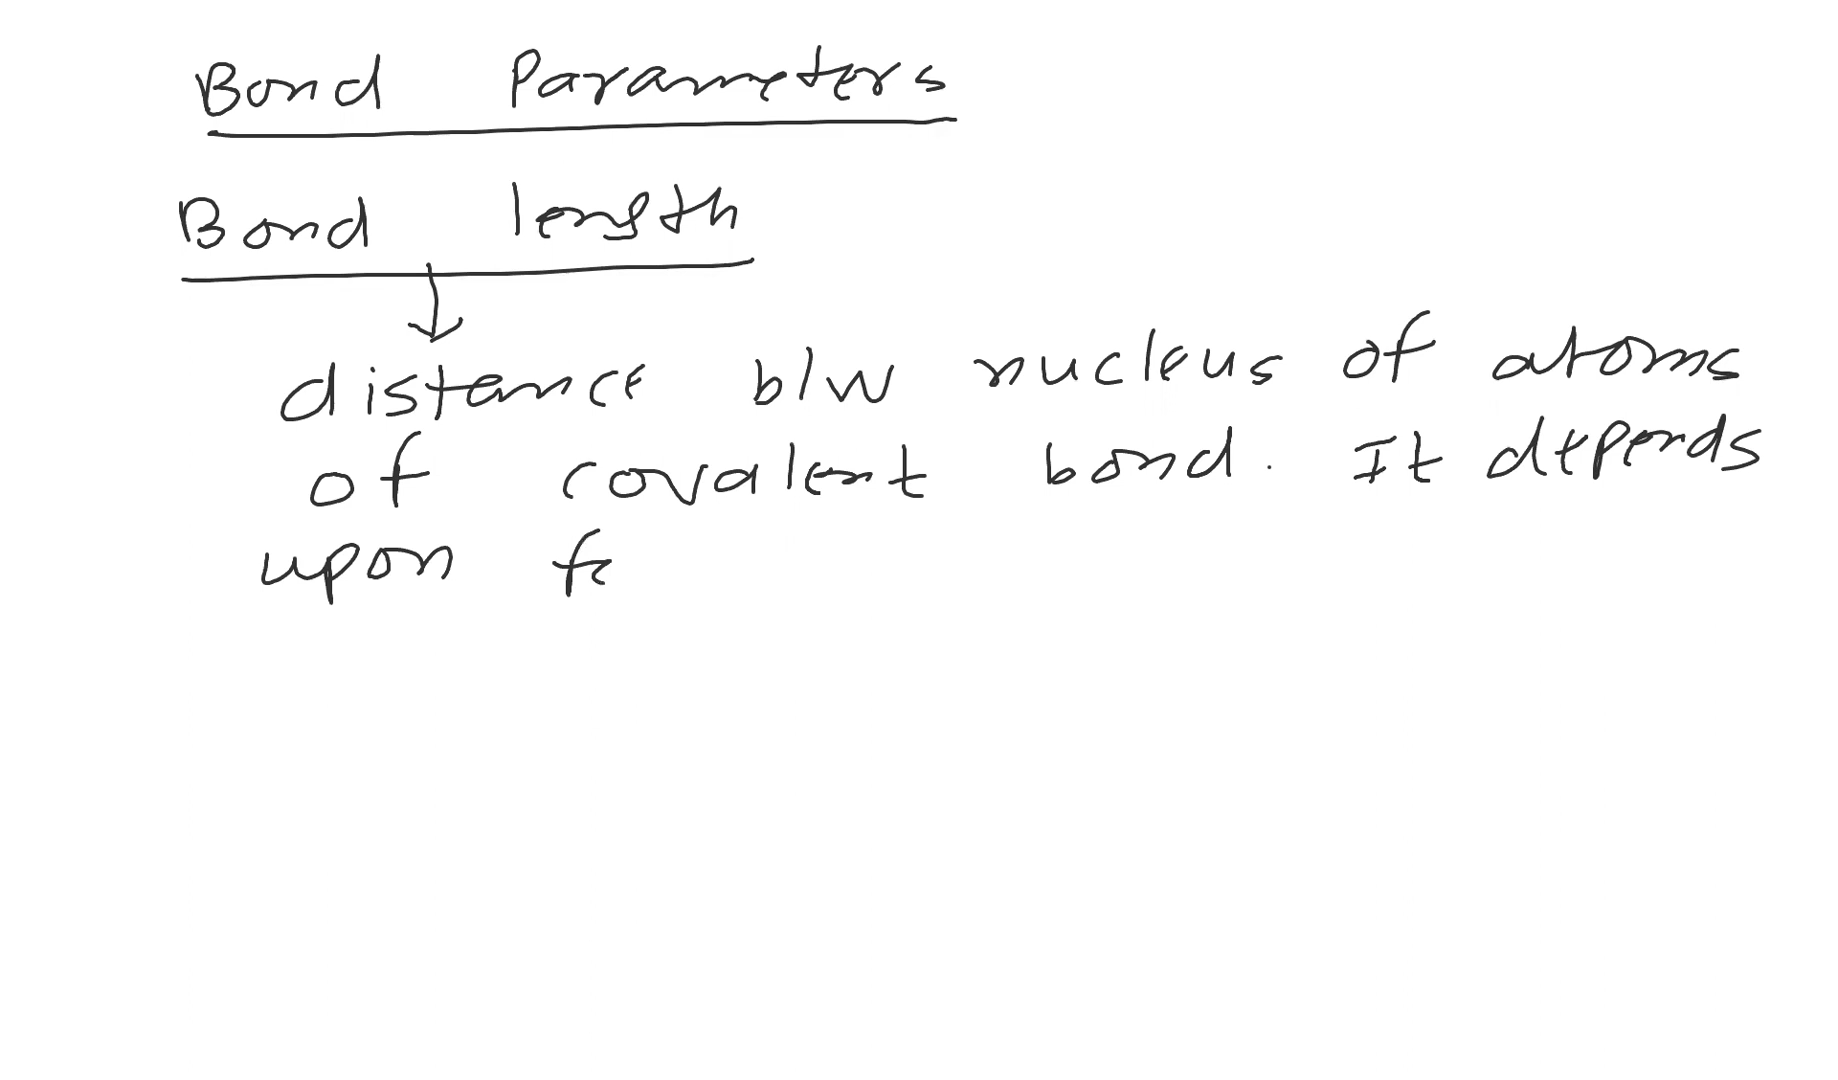 Bond Parameters
Bond length
distance b/w nucleus of atoms
of covalent bond. It depends
upon